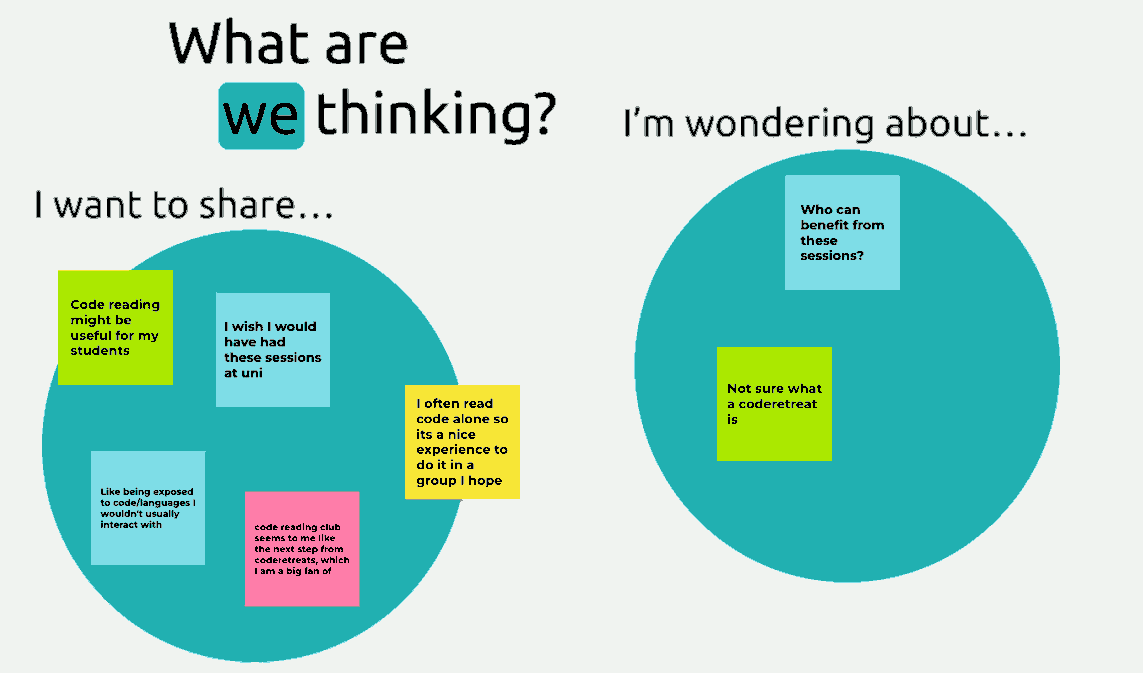 What are
we thinking?
I want to share...
Code reading
might be
useful for my
students
I wish I would
have had
these sessions
at uni
I often read
code alone so
its a nice
experience to
do it in a
group I hope
Like being exposed
to code/languages I
wouldn't usually
interact with
code reading club
seems to me like
the next step from
coderetreats, which
I am a big fan of
I'm wondering about...
Who can
benefit from
these
sessions?
Not sure what
a coderetreat
is